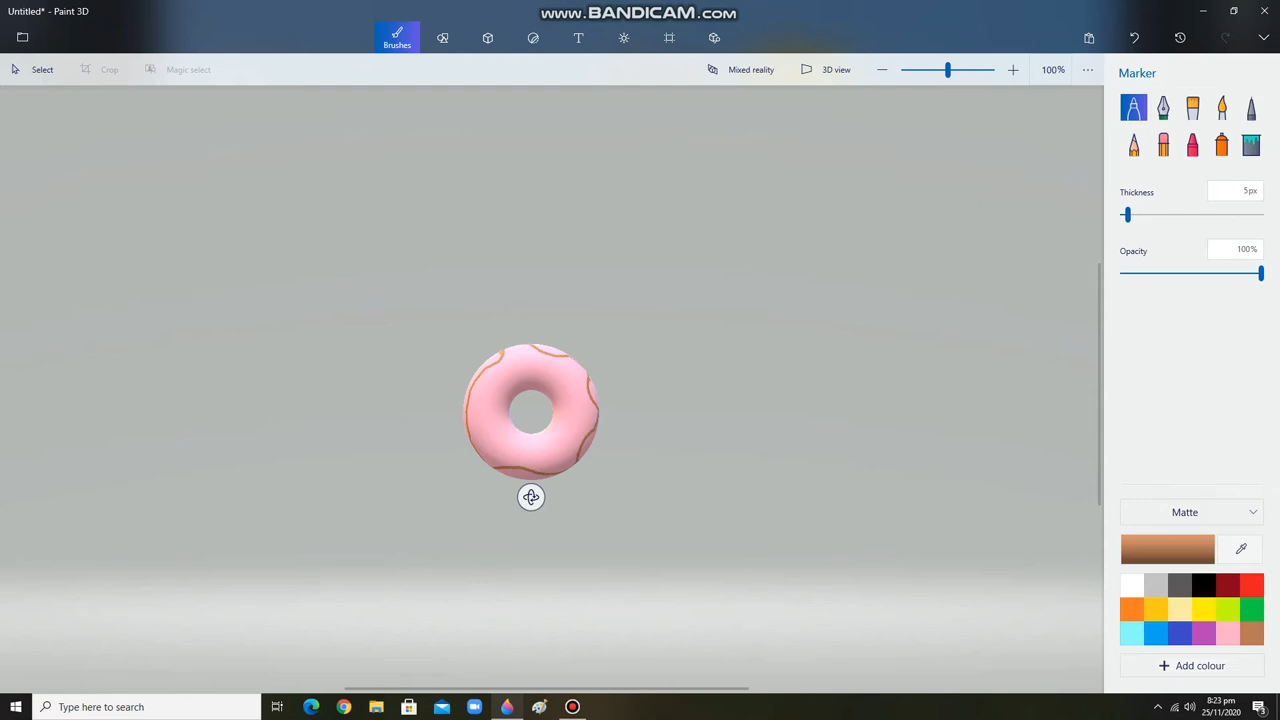 Untitled* - Paint 3D
www.BANDICAM.com
Brushes
Select
Crop
Magic select
Mixed reality
3D view
100%
Marker
Thickness
5px
Opacity
100%
Matte
Add colour
Type here to search
8:23 pm
25/11/2020
3